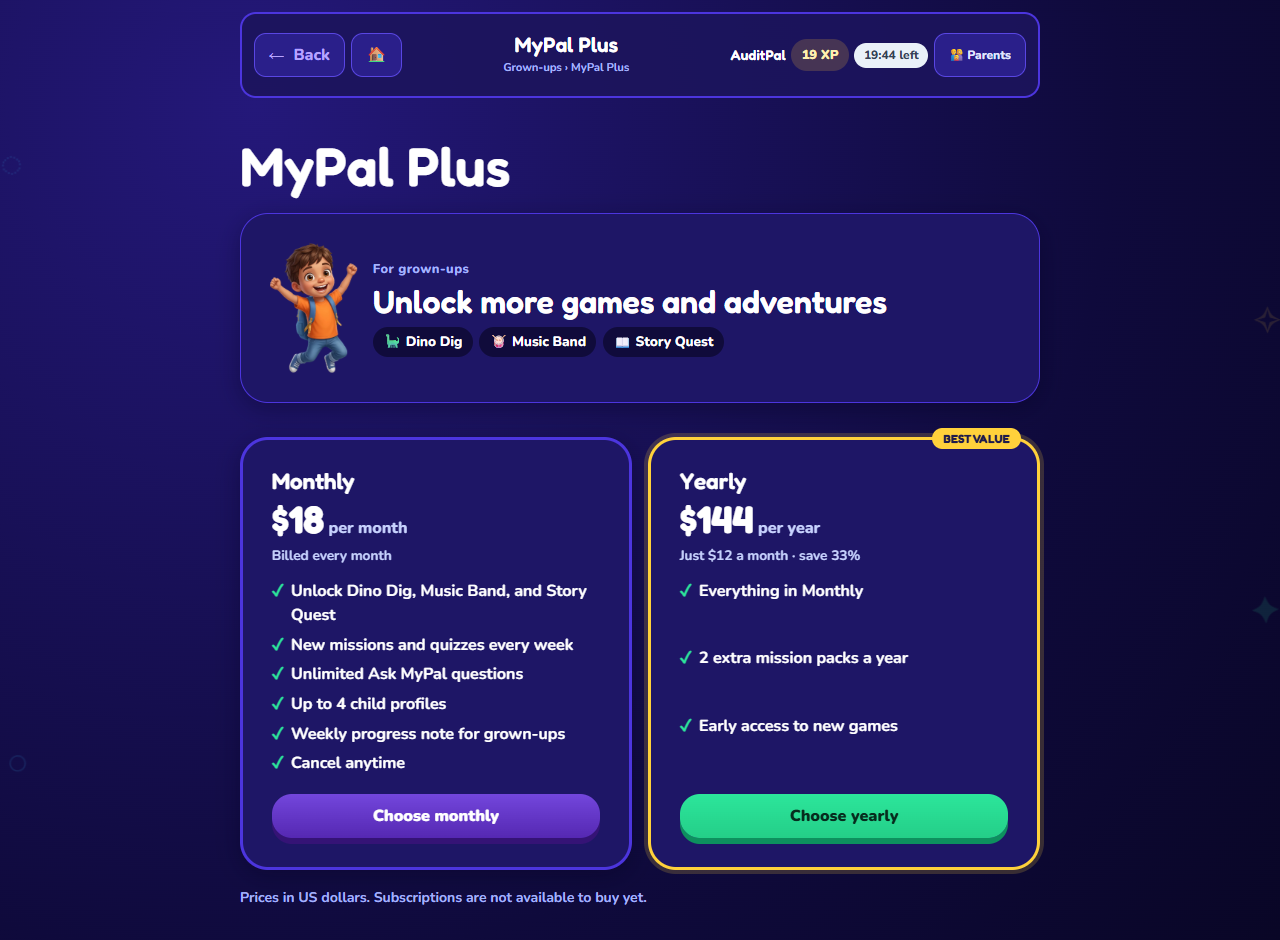 ← Back
MyPal Plus
Grown-ups › MyPal Plus
AuditPal
19 XP
19:44 left
Parents
MyPal Plus
For grown-ups
Unlock more games and adventures
Dino Dig
Music Band
Story Quest
BEST VALUE
Monthly
$18 per month
Billed every month
✓ Unlock Dino Dig, Music Band, and Story
Quest
✓ New missions and quizzes every week
✓ Unlimited Ask MyPal questions
✓ Up to 4 child profiles
✓ Weekly progress note for grown-ups
✓ Cancel anytime
Choose monthly
Yearly
$144 per year
Just $12 a month · save 33%
✓ Everything in Monthly
✓ 2 extra mission packs a year
✓ Early access to new games
Choose yearly
Prices in US dollars. Subscriptions are not available to buy yet.